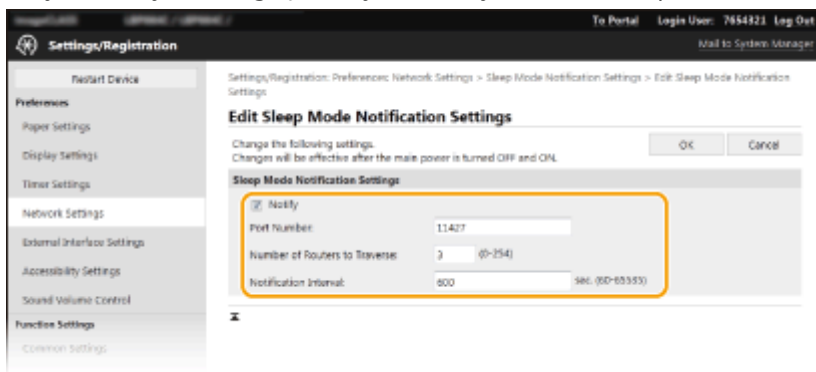 To Portal Login User: 7654321 Log Out
Settings/Registration
Mail to System Manager
Restart Device
Preferences
Paper Settings
Display Settings
Timer Settings
Network Settings
External Interface Settings
Accessibility Settings
Sound Volume Control
Function Settings
Common Settings
Settings/Registration: Preferences: Network Settings > Sleep Mode Notification Settings > Edit Sleep Mode Notification
Settings
Edit Sleep Mode Notification Settings
Change the following settings.
Changes will be effective after the main power is turned OFF and ON.
OK Cancel
Sleep Mode Notification Settings
Notify
Port Number: 11427
Number of Routers to Traverse: 3 (0-254)
Notification Interval: 600 sec. (60-65535)